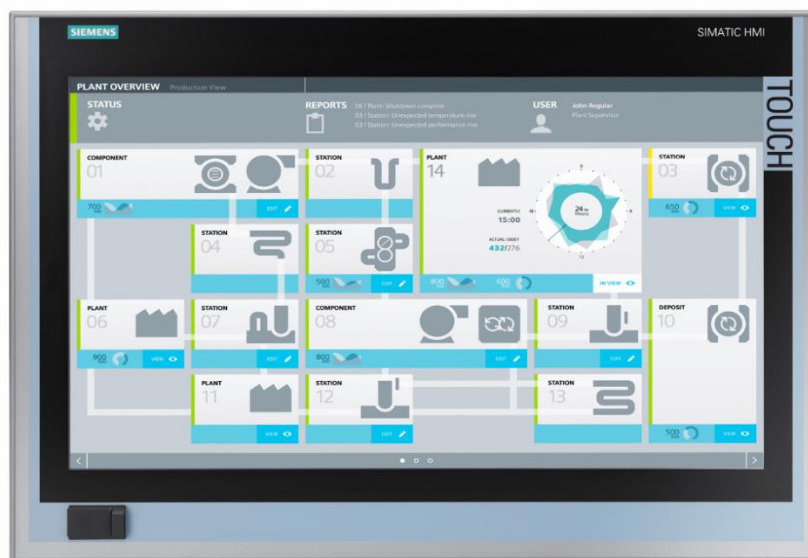 SIEMENS
SIMATIC HMI
TOUCH
PLANT OVERVIEW Production View
STATUS
REPORTS
06 / Plant: Shutdown complete
03 / Station: Unexpected temperature rise
03 / Station: Unexpected performance rise
USER
John Regular
Plant Supervisor
COMPONENT
01
700
EDIT
STATION
02
PLANT
14
CURRENTLY
15:00
ACTUAL / DEBIT
432/276
24
800
600
IN VIEW
STATION
03
650
VIEW
STATION
04
STATION
05
500
EDIT
PLANT
06
900
VIEW
STATION
07
EDIT
COMPONENT
08
800
EDIT
STATION
09
EDIT
DEPOSIT
10
500
VIEW
PLANT
11
VIEW
STATION
12
EDIT
STATION
13